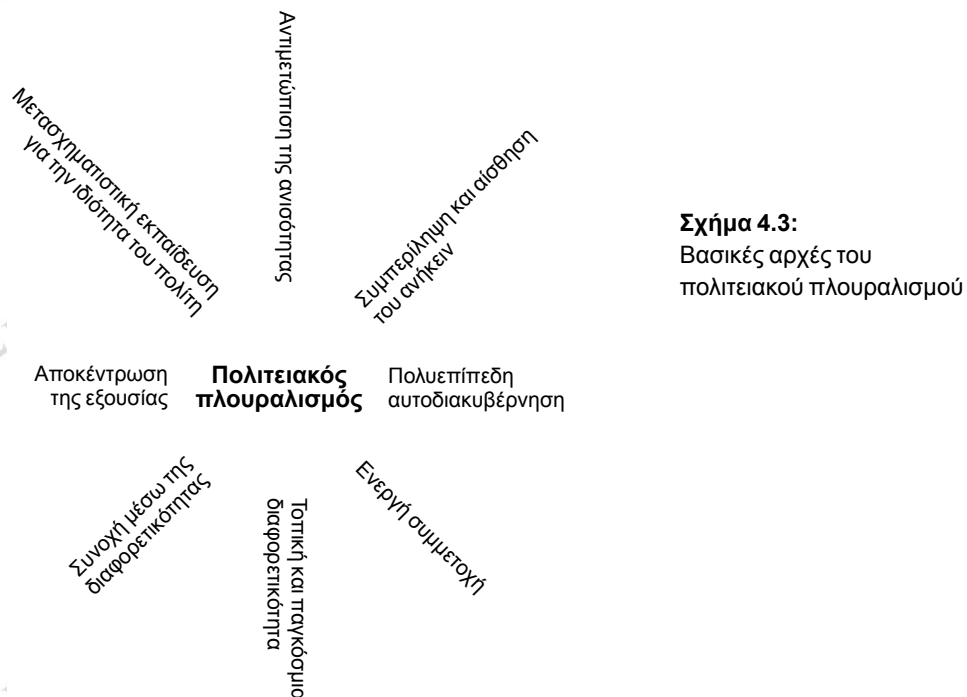 Αντιμετώπιση της ανισότητας
Μετασχηματιστική εκπαίδευση
για την ιδιότητα του πολίτη
Συμπερίληψη και αίσθηση
του ανήκειν
Σχήμα 4.3:
Βασικές αρχές του
πολιτειακού πλουραλισμού
Αποκέντρωση
της εξουσίας
Πολιτειακός
πλουραλισμός
Πολυεπίπεδη
αυτοδιακυβέρνηση
Συνοχή μέσω της
διαφορετικότητας
Τοπική και παγκόσμια
διαφορετικότητα
Ενεργή συμμετοχή